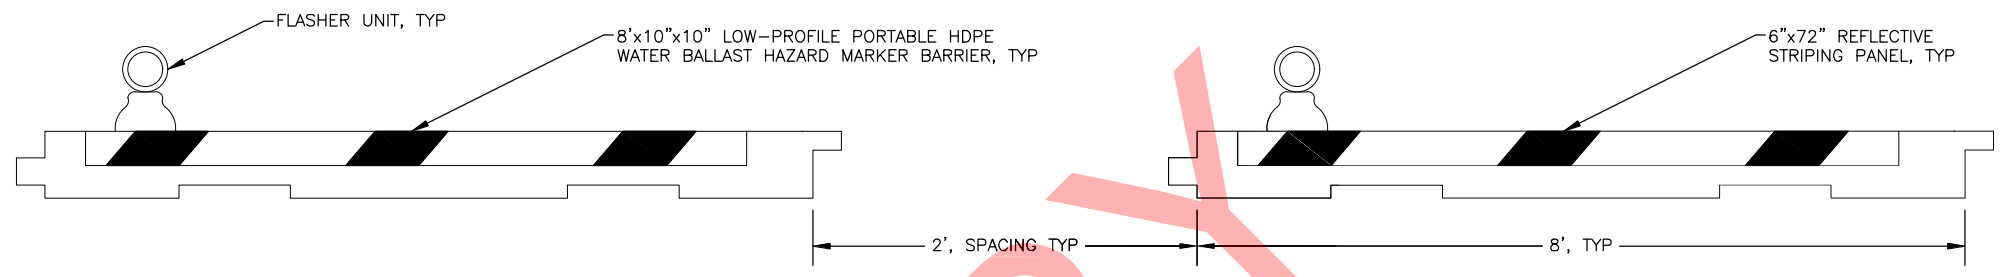 FLASHER UNIT, TYP
8'x10"x10" LOW-PROFILE PORTABLE HDPE
WATER BALLAST HAZARD MARKER BARRIER, TYP
6"x72" REFLECTIVE
STRIPING PANEL, TYP
2', SPACING TYP
8', TYP